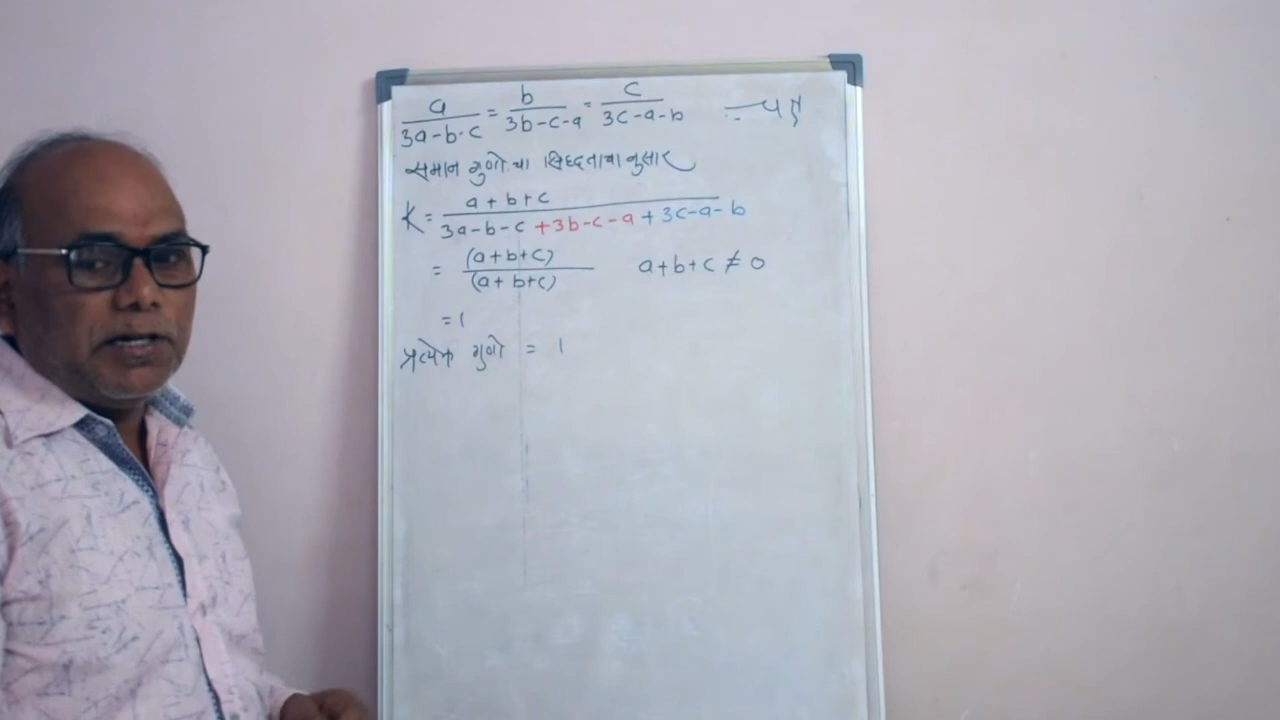 a/(3a-b-c) = b/(3b-c-a) = c/(3c-a-b)
समान गुणोत्तराच्या सिध्दांतानुसार
K = (a+b+c)/(3a-b-c+3b-c-a+3c-a-b)
= (a+b+c)/(a+b+c) a+b+c ≠ 0
= 1
प्रत्येक गुणो = 1